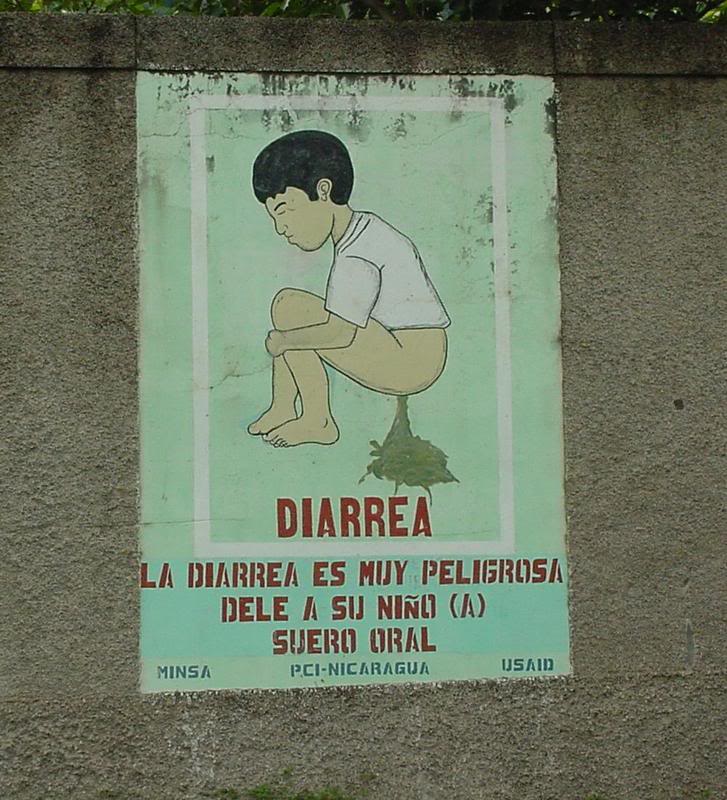 DIARREA
LA DIARREA ES MUY PELIGROSA
DELE A SU NIÑO (A)
SUERO ORAL
MINSA PCI-NICARAGUA USAID